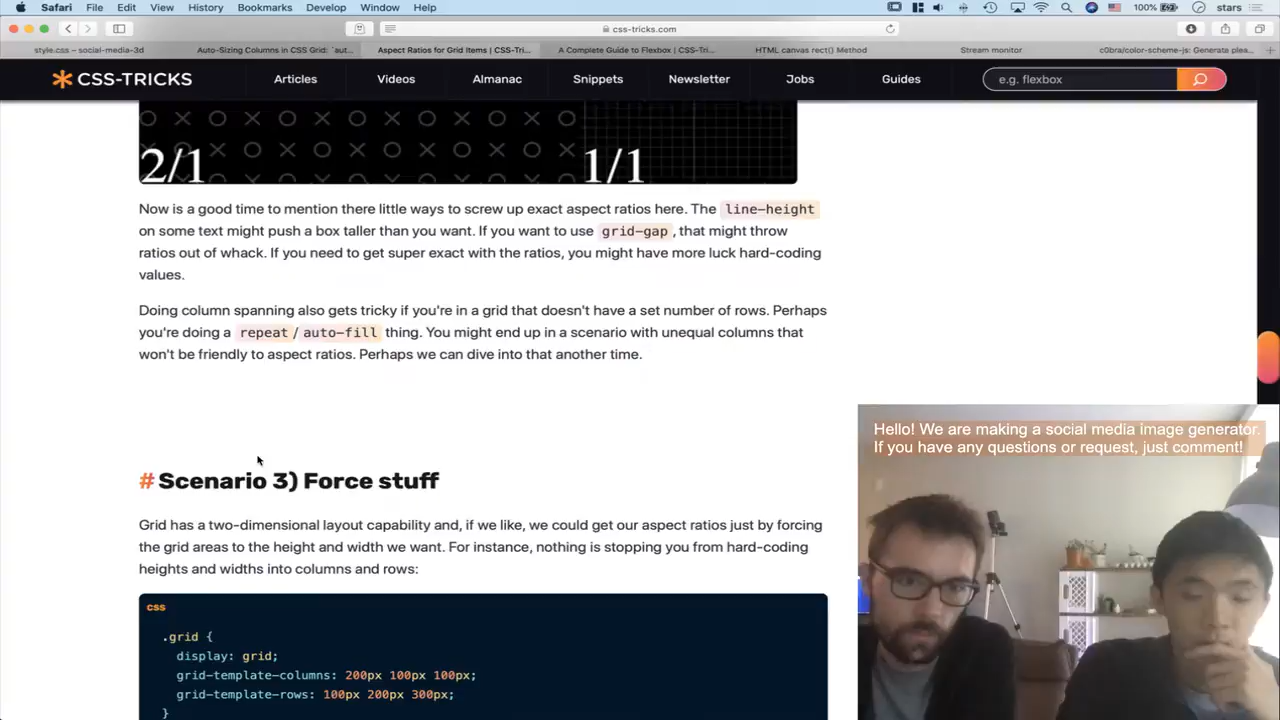 Safari File Edit View History Bookmarks Develop Window Help 100% stars
css-tricks.com
style.css – social-media-3d
Auto-Sizing Columns in CSS Grid: `aut…
Aspect Ratios for Grid Items | CSS-Tri…
A Complete Guide to Flexbox | CSS-Tri…
HTML canvas rect() Method
Stream monitor
c0bra/color-scheme-js: Generate plea…
CSS-TRICKS
Articles Videos Almanac Snippets Newsletter Jobs Guides
e.g. flexbox
2/1 1/1
Now is a good time to mention there little ways to screw up exact aspect ratios here. The line-height
on some text might push a box taller than you want. If you want to use grid-gap, that might throw
ratios out of whack. If you need to get super exact with the ratios, you might have more luck hard-coding
values.
Doing column spanning also gets tricky if you're in a grid that doesn't have a set number of rows. Perhaps
you're doing a repeat / auto-fill thing. You might end up in a scenario with unequal columns that
won't be friendly to aspect ratios. Perhaps we can dive into that another time.
Hello! We are making a social media image generator.
If you have any questions or request, just comment!
# Scenario 3) Force stuff
Grid has a two-dimensional layout capability and, if we like, we could get our aspect ratios just by forcing
the grid areas to the height and width we want. For instance, nothing is stopping you from hard-coding
heights and widths into columns and rows:
css
.grid {
display: grid;
grid-template-columns: 200px 100px 100px;
grid-template-rows: 100px 200px 300px;
}